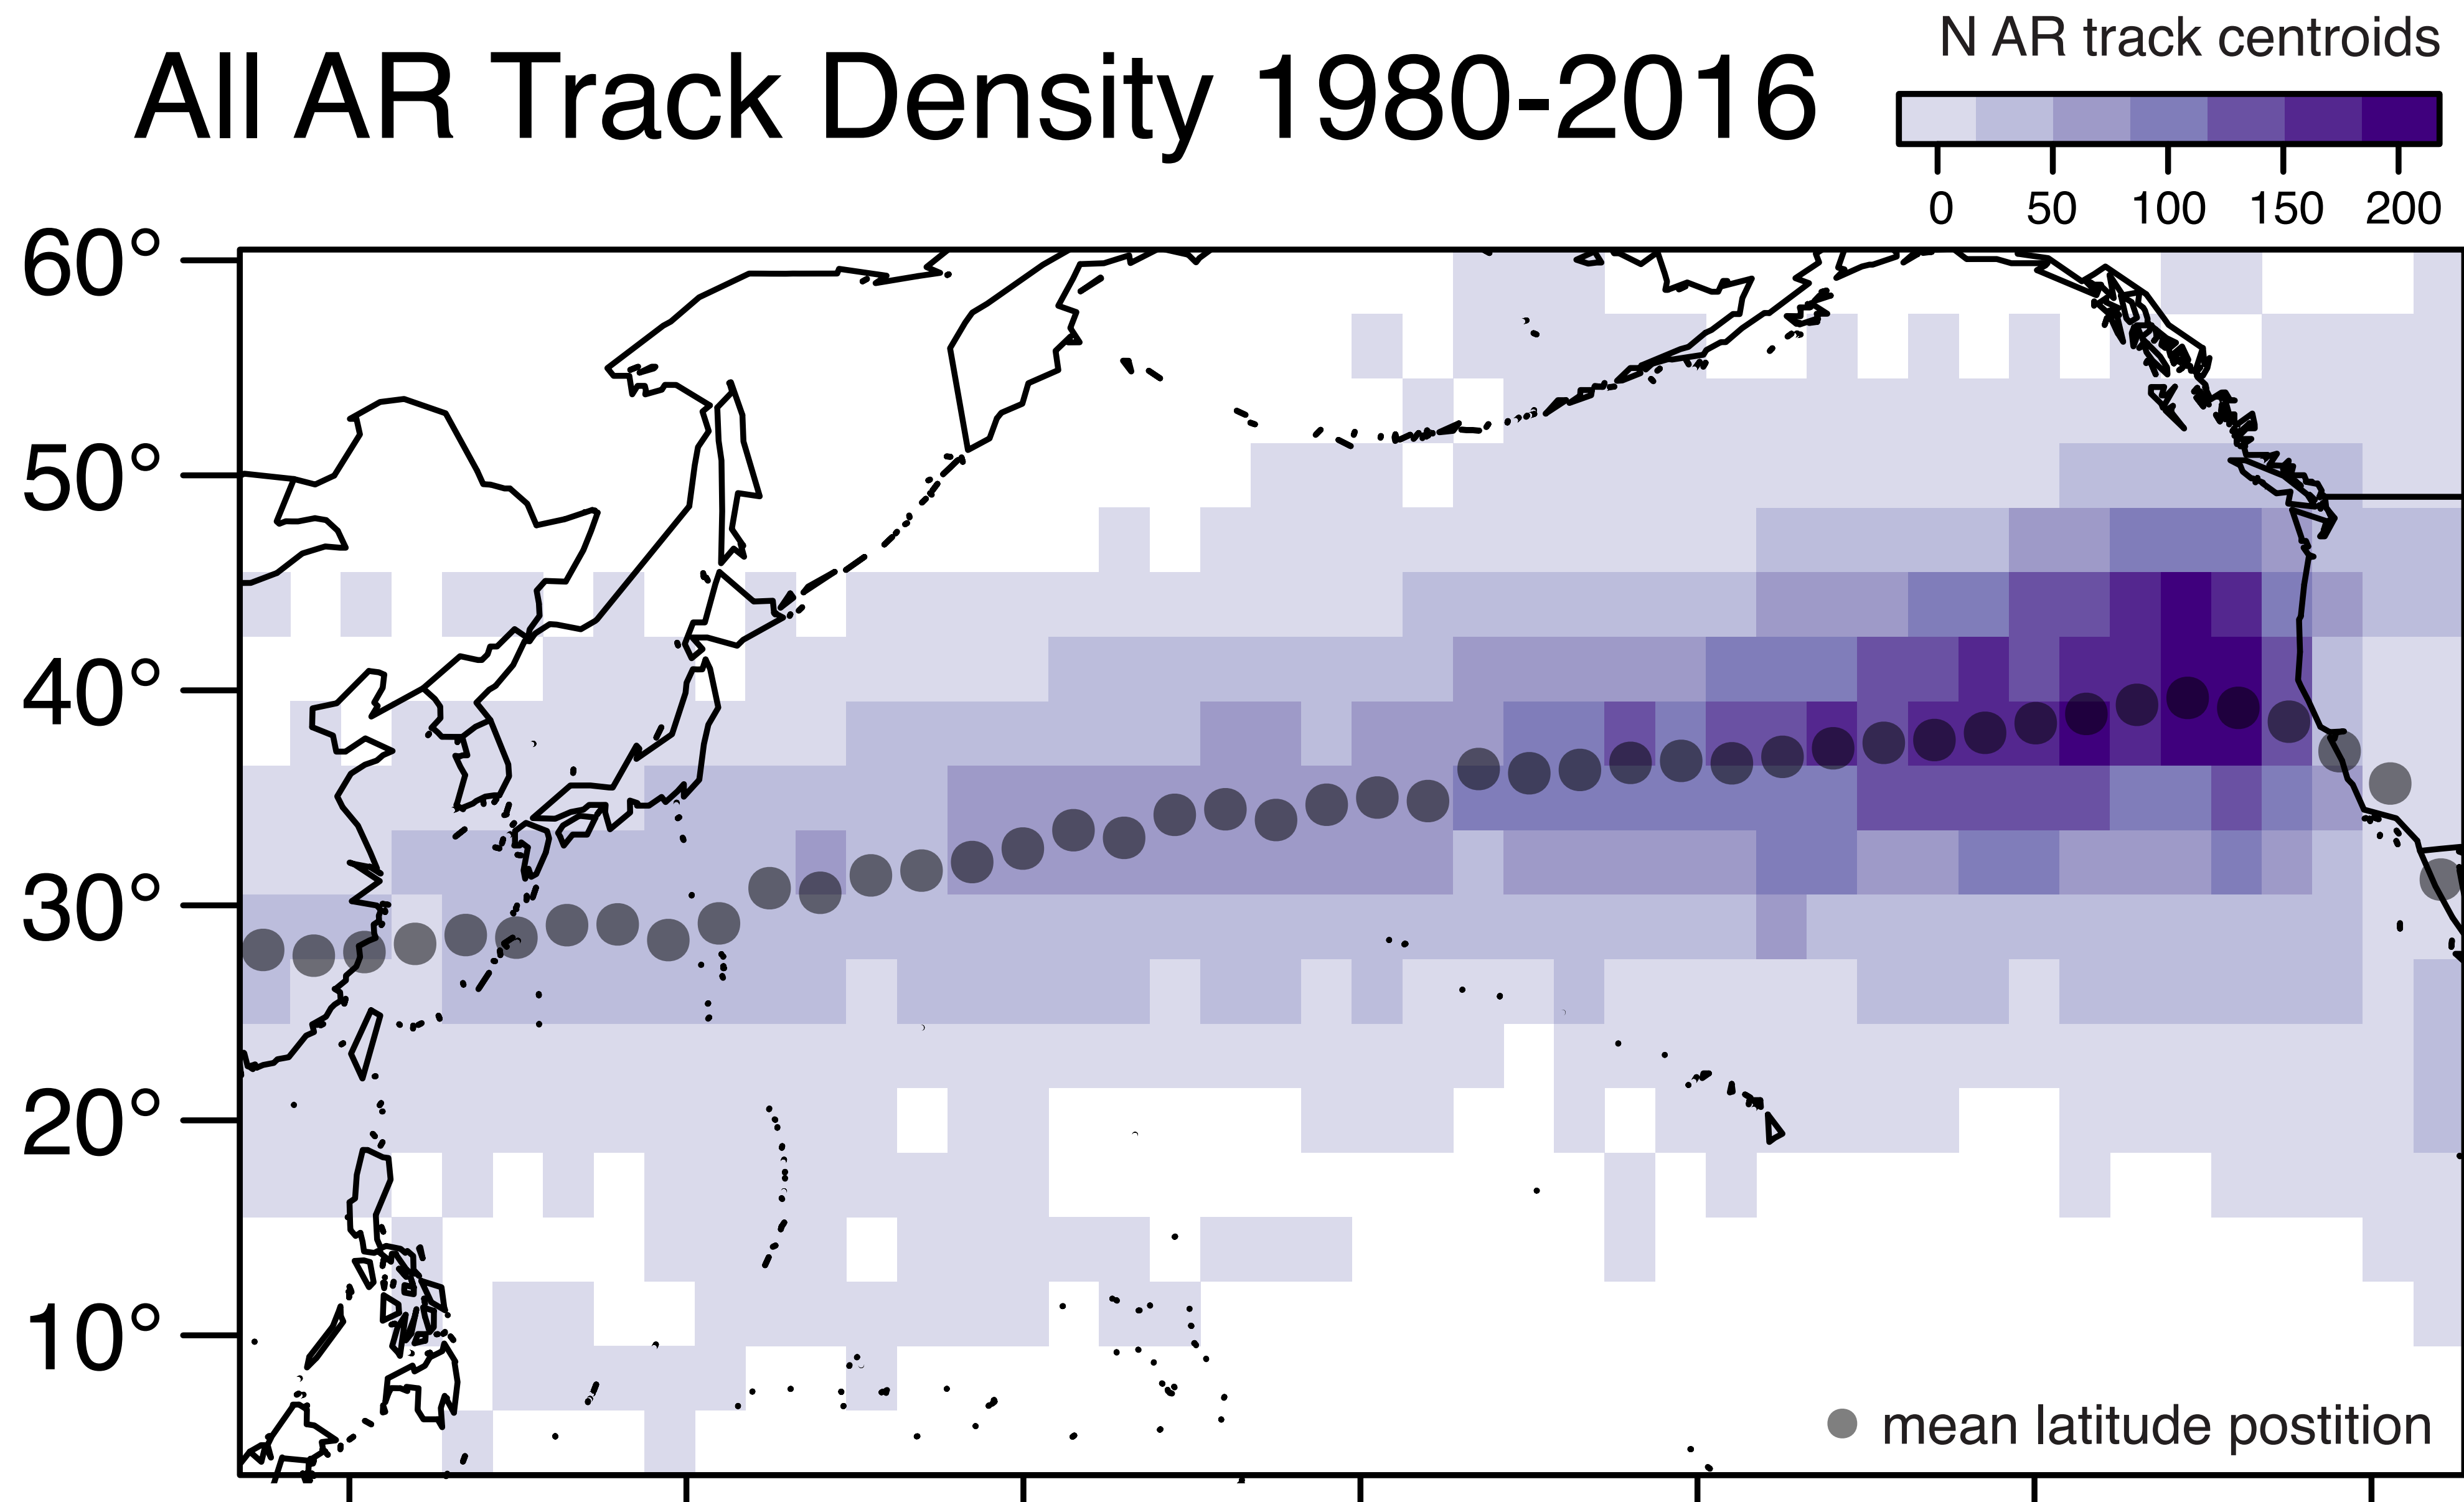 N AR track centroids
All AR Track Density 1980-2016
0 50 100 150 200
60°
50°
40°
30°
20°
10°
mean latitude postition